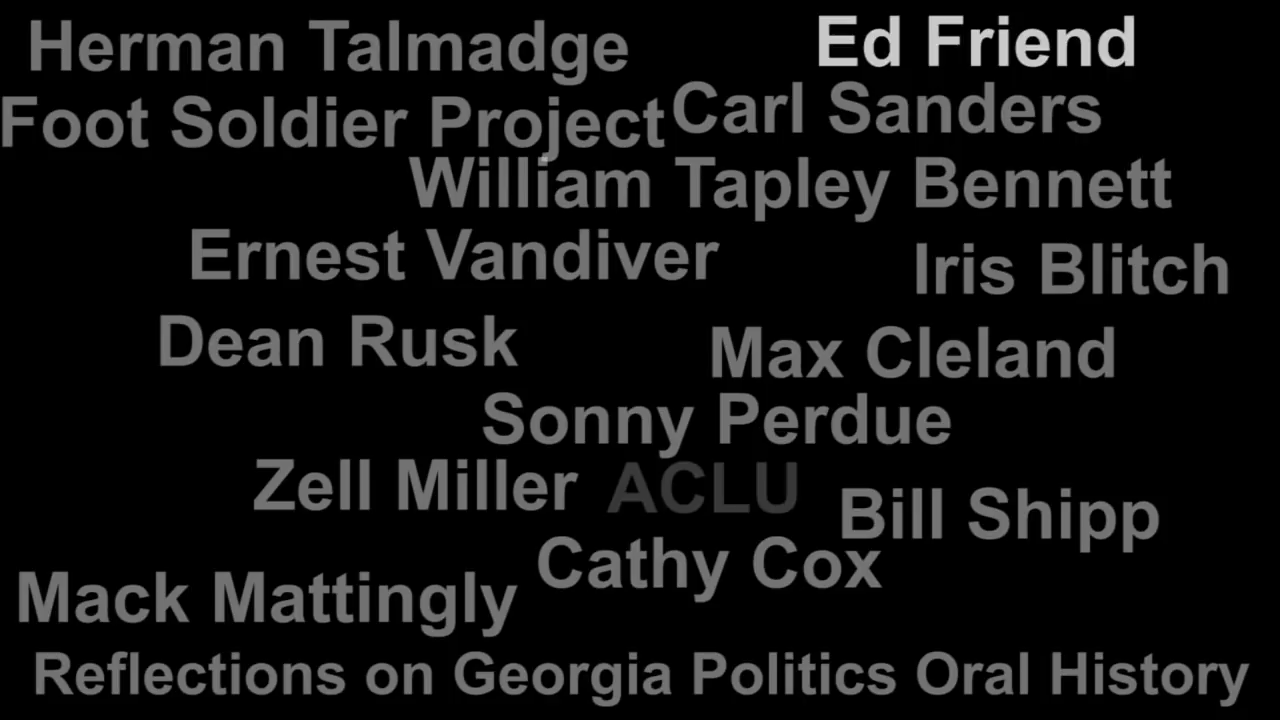 Herman Talmadge
Ed Friend
Foot Soldier Project
Carl Sanders
William Tapley Bennett
Ernest Vandiver
Iris Blitch
Dean Rusk
Max Cleland
Sonny Perdue
Zell Miller
ACLU
Bill Shipp
Cathy Cox
Mack Mattingly
Reflections on Georgia Politics Oral History